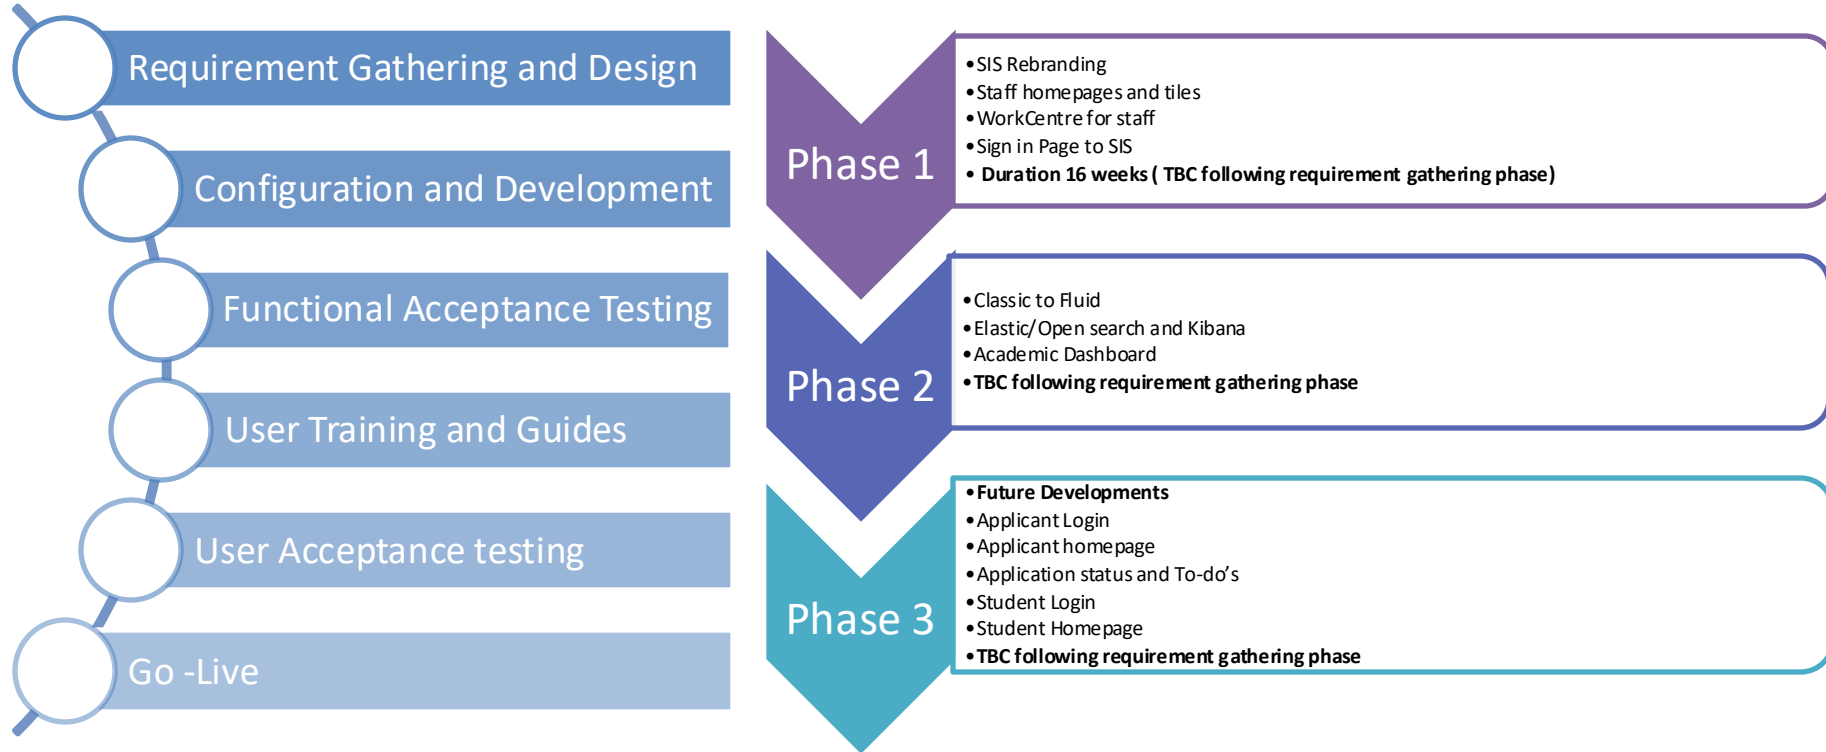 Requirement Gathering and Design
Configuration and Development
Functional Acceptance Testing
User Training and Guides
User Acceptance testing
Go -Live
Phase 1
•SIS Rebranding
•Staff homepages and tiles
•WorkCentre for staff
•Sign in Page to SIS
• Duration 16 weeks ( TBC following requirement gathering phase)
Phase 2
•Classic to Fluid
•Elastic/Open search and Kibana
•Academic Dashboard
•TBC following requirement gathering phase
Phase 3
•Future Developments
•Applicant Login
•Applicant homepage
•Application status and To-do’s
•Student Login
•Student Homepage
•TBC following requirement gathering phase